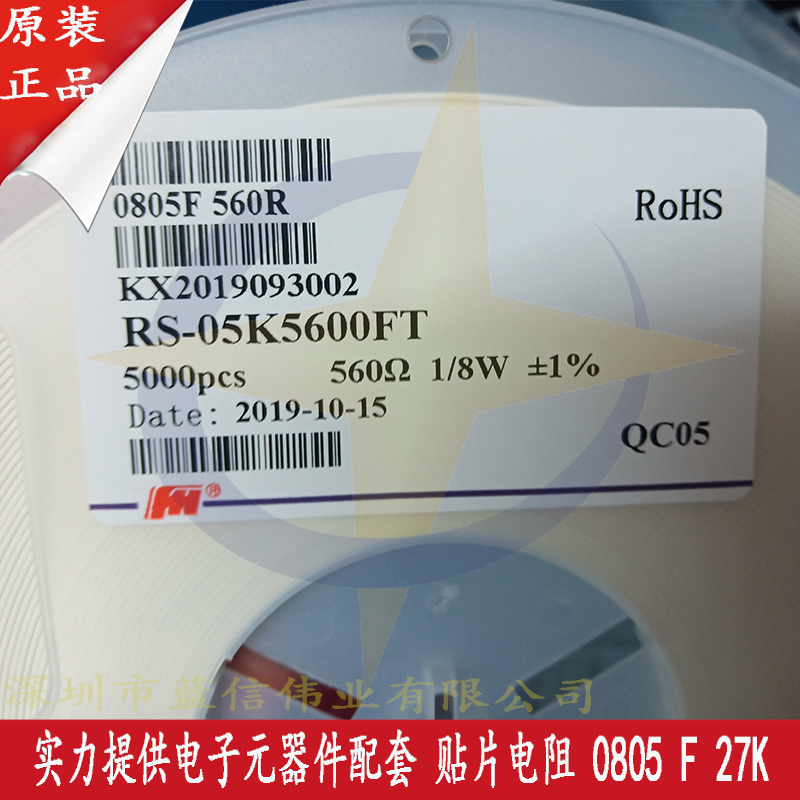 原装
正品
0805F 560R
RoHS
KX2019093002
RS-05K5600FT
5000pcs 560Ω 1/8W ±1%
Date: 2019-10-15
QC05
FH®
深圳市蓝信伟业有限公司
实力提供电子元器件配套 贴片电阻 0805 F 27K